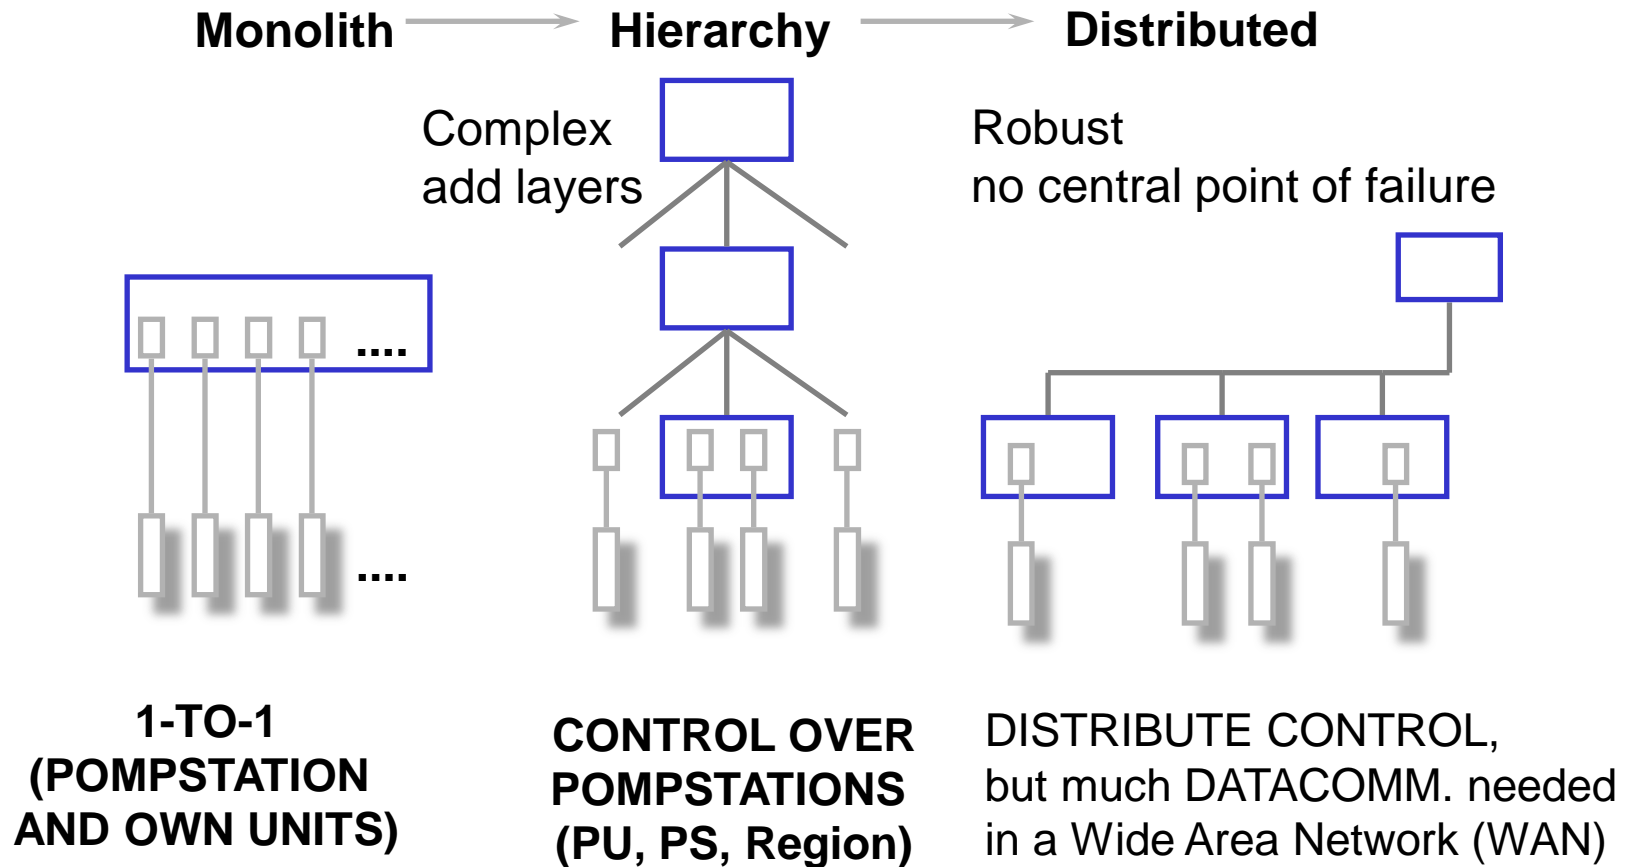 Monolith
Hierarchy
Distributed
Complex
add layers
Robust
no central point of failure
....
....
1-TO-1
(POMPSTATION
AND OWN UNITS)
CONTROL OVER
POMPSTATIONS
(PU, PS, Region)
DISTRIBUTE CONTROL,
but much DATACOMM. needed
in a Wide Area Network (WAN)